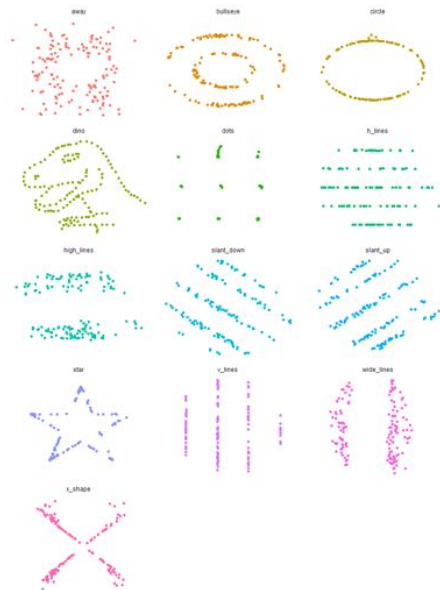 away
bullseye
circle
dino
dots
h_lines
high_lines
slant_down
slant_up
star
v_lines
wide_lines
x_shape